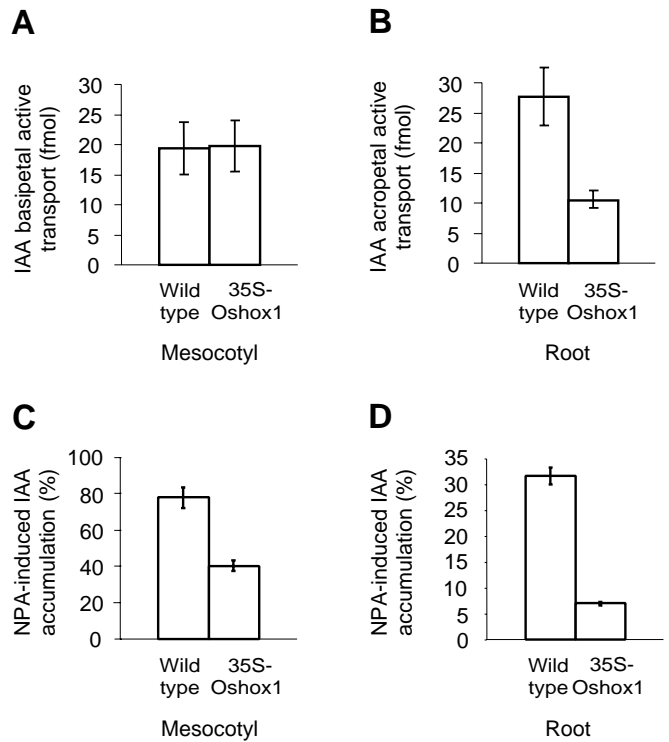 A
IAA basipetal active
transport (fmol)
30
25
20
15
10
5
0
Wild
type
35S-
Oshox1
Mesocotyl
B
IAA acropetal active
transport (fmol)
30
25
20
15
10
5
0
Wild
type
35S-
Oshox1
Root
C
NPA-induced IAA
accumulation (%)
100
80
60
40
20
0
Wild
type
35S-
Oshox1
Mesocotyl
D
NPA-induced IAA
accumulation (%)
35
30
25
20
15
10
5
0
Wild
type
35S-
Oshox1
Root